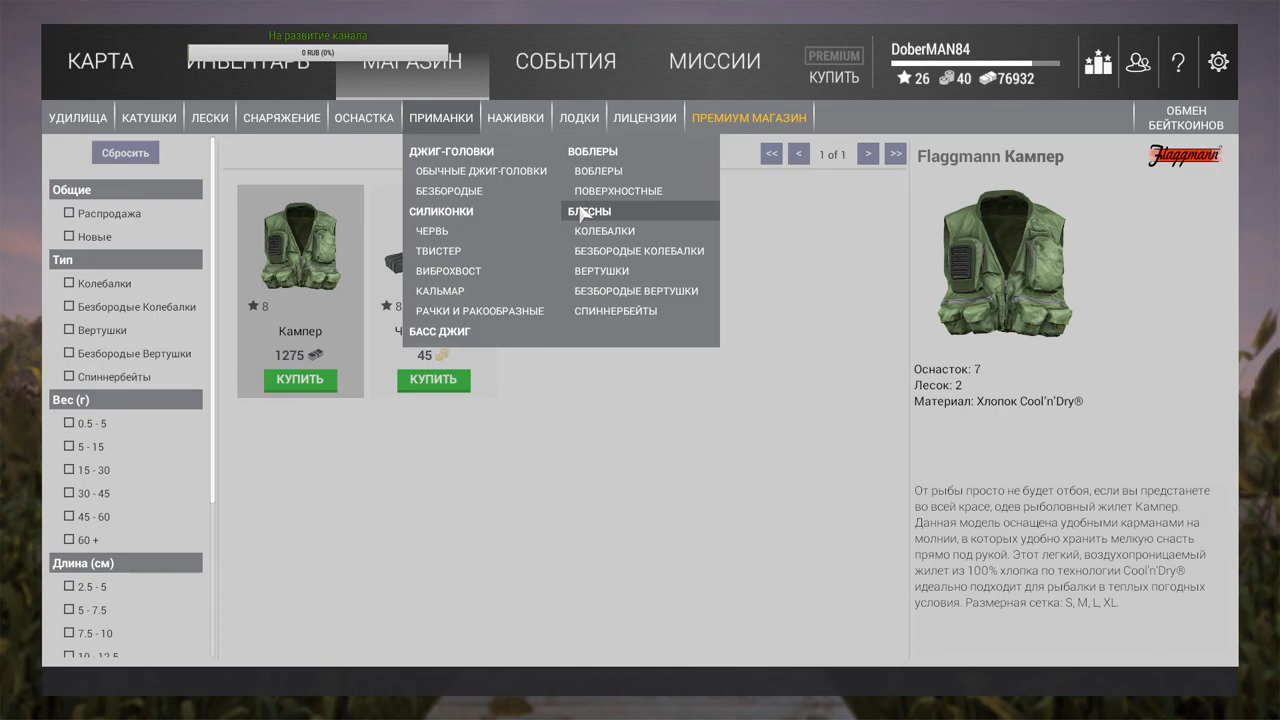 На развитие канала
0 RUB (0%)
КАРТА
ИНВЕНТАРЬ
МАГАЗИН
СОБЫТИЯ
МИССИИ
PREMIUM
КУПИТЬ
DoberMAN84
26 40 76932
?
УДИЛИЩА КАТУШКИ ЛЕСКИ СНАРЯЖЕНИЕ ОСНАСТКА ПРИМАНКИ НАЖИВКИ ЛОДКИ ЛИЦЕНЗИИ ПРЕМИУМ МАГАЗИН
ОБМЕН
БЕЙТКОИНОВ
Сбросить
Общие
Распродажа
Новые
Тип
Колебалки
Безбородые Колебалки
Вертушки
Безбородые Вертушки
Спиннербейты
Вес (г)
0.5 - 5
5 - 15
15 - 30
30 - 45
45 - 60
60 +
Длина (см)
2.5 - 5
5 - 7.5
7.5 - 10
10 - 12.5
ДЖИГ-ГОЛОВКИ
ОБЫЧНЫЕ ДЖИГ-ГОЛОВКИ
БЕЗБОРОДЫЕ
СИЛИКОНКИ
ЧЕРВЬ
ТВИСТЕР
ВИБРОХВОСТ
КАЛЬМАР
РАЧКИ И РАКООБРАЗНЫЕ
БАСС ДЖИГ
ВОБЛЕРЫ
ВОБЛЕРЫ
ПОВЕРХНОСТНЫЕ
БЛЕСНЫ
КОЛЕБАЛКИ
БЕЗБОРОДЫЕ КОЛЕБАЛКИ
ВЕРТУШКИ
БЕЗБОРОДЫЕ ВЕРТУШКИ
СПИННЕРБЕЙТЫ
<< < 1 of 1 > >>
8
Кампер
1275
КУПИТЬ
8
Ч
45
КУПИТЬ
Flaggmann Кампер
Flaggmann
Оснасток: 7
Лесок: 2
Материал: Хлопок Cool'n'Dry®
От рыбы просто не будет отбоя, если вы предстанете
во всей красе, одев рыболовный жилет Кампер.
Данная модель оснащена удобными карманами на
молнии, в которых удобно хранить мелкую снасть
прямо под рукой. Этот легкий, воздухопроницаемый
жилет из 100% хлопка по технологии Cool'n'Dry®
идеально подходит для рыбалки в теплых погодных
условия. Размерная сетка: S, M, L, XL.